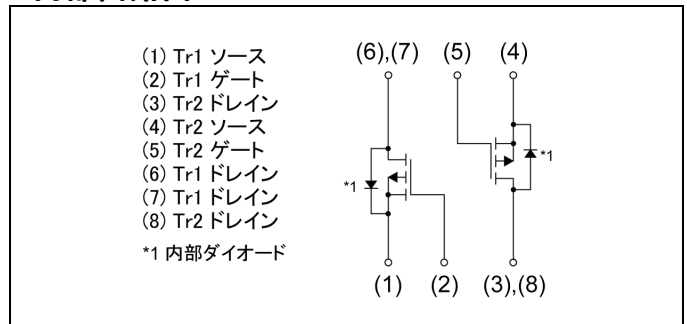 (1) Tr1 ソース
(2) Tr1 ゲート
(3) Tr2 ドレイン
(4) Tr2 ソース
(5) Tr2 ゲート
(6) Tr1 ドレイン
(7) Tr1 ドレイン
(8) Tr2 ドレイン
*1 内部ダイオード
(6),(7) (5) (4)
*1
*1
(1) (2) (3),(8)